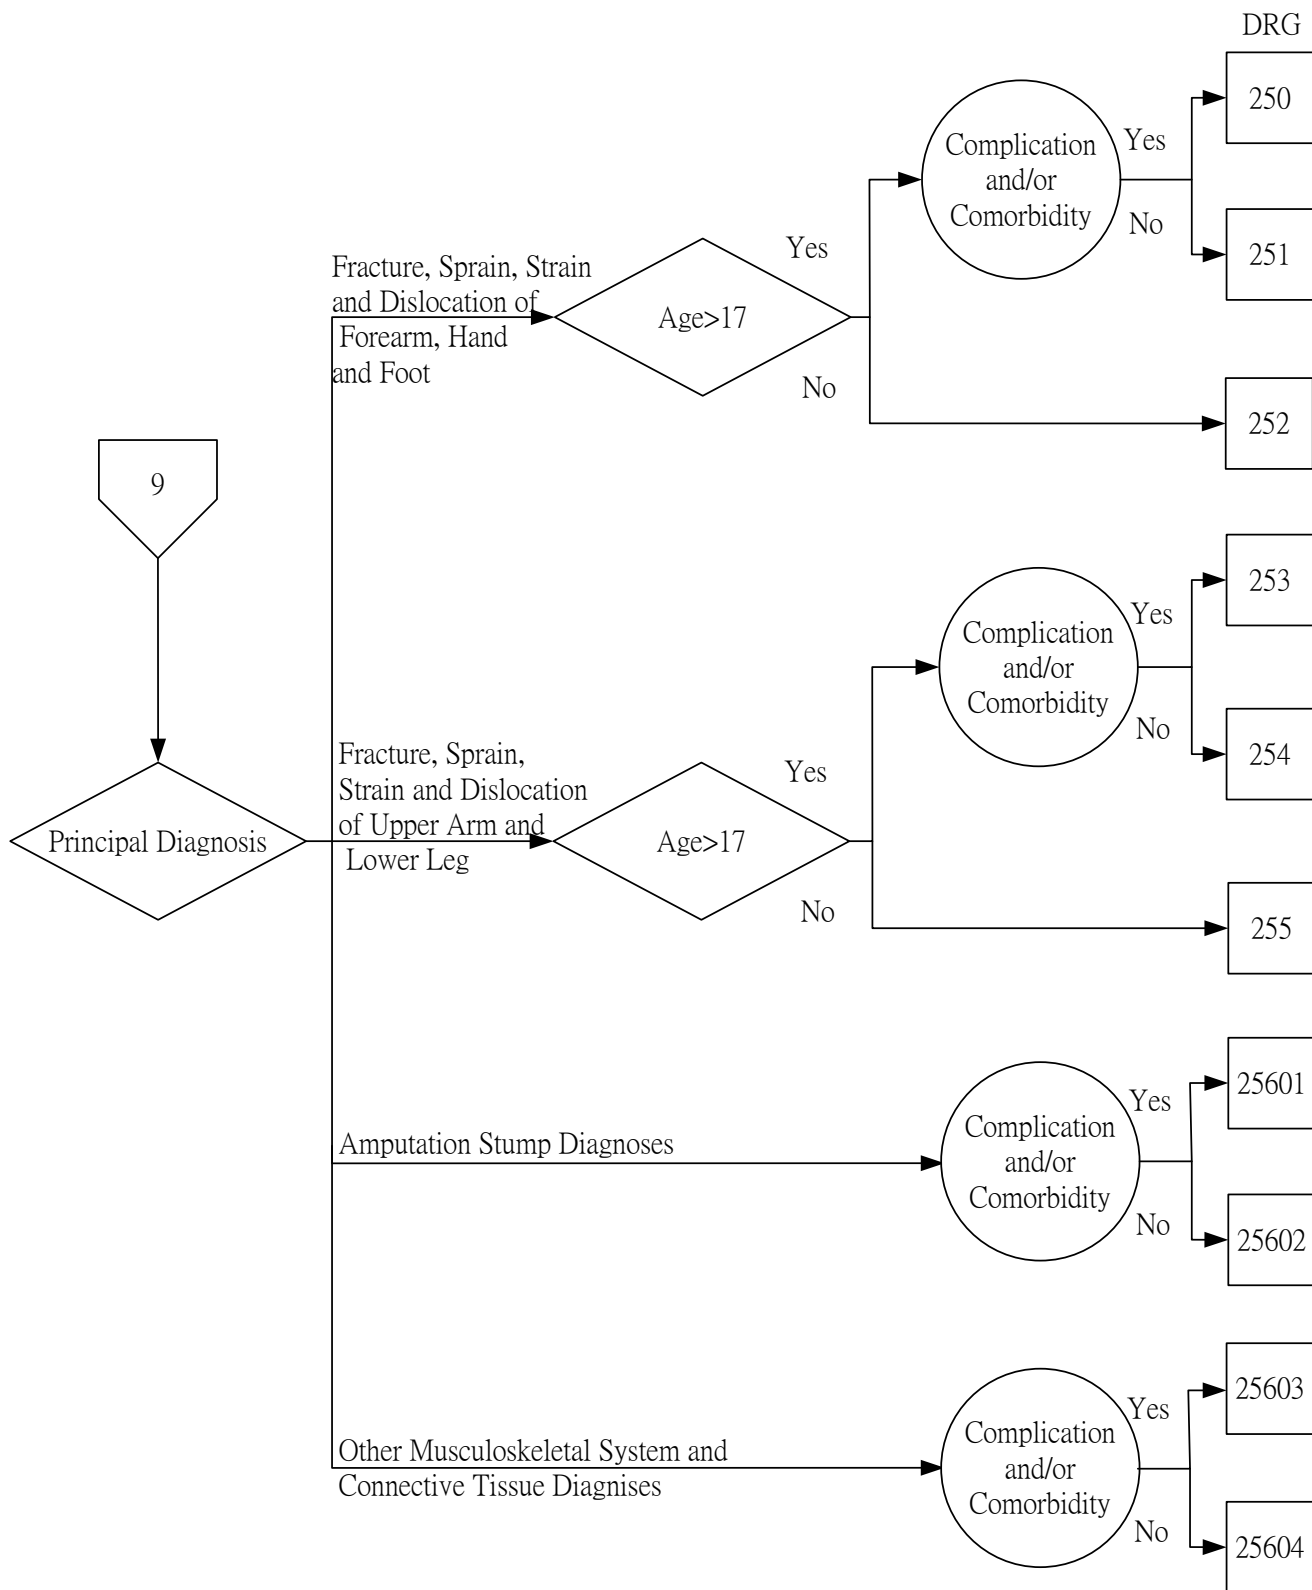 DRG
250
Complication
and/or
Comorbidity
Yes
No
251
Fracture, Sprain, Strain
and Dislocation of
Forearm, Hand
and Foot
Age>17
Yes
No
252
9
253
Complication
and/or
Comorbidity
Yes
No
254
Principal Diagnosis
Fracture, Sprain,
Strain and Dislocation
of Upper Arm and
Lower Leg
Age>17
Yes
No
255
25601
Amputation Stump Diagnoses
Complication
and/or
Comorbidity
Yes
No
25602
25603
Other Musculoskeletal System and
Connective Tissue Diagnises
Complication
and/or
Comorbidity
Yes
No
25604